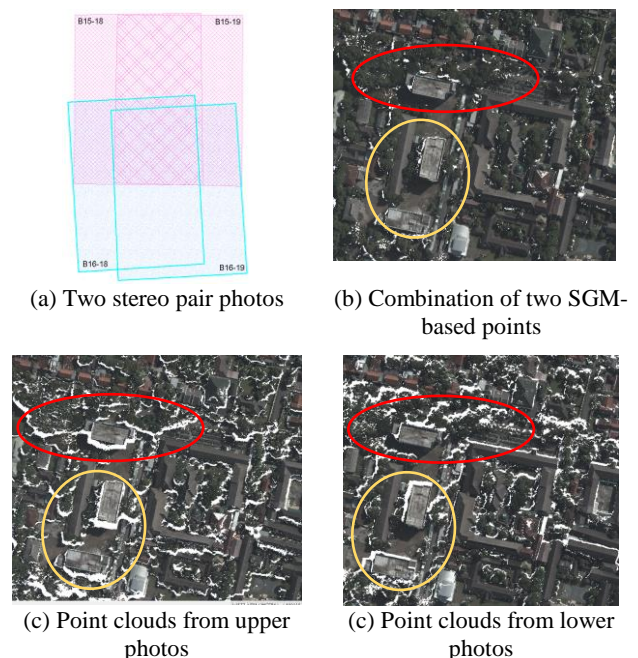 B15-18
B15-19
B16-18
B16-19
(a) Two stereo pair photos
(b) Combination of two SGM-
based points
(c) Point clouds from upper
photos
(c) Point clouds from lower
photos